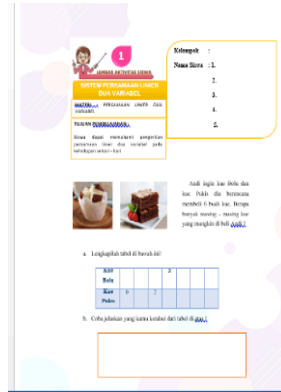 1
LEMBAR AKTIVITAS SISWA
SISTEM PERSAMAAN LINIER
DUA VARIABEL
MATERI : PERSAMAAN LINIER DUA
VARIABEL
TUJUAN PEMBELAJARAN :
Siswa dapat memahami pengertian
persamaan linier dua variabel pada
kehidupan sehari - hari
Kelompok :
Nama Siswa : 1.
2.
3.
4.
5.
Andi ingin kue Bolu dan
kue Pukis dia berencana
membeli 6 buah kue. Berapa
banyak masing - masing kue
yang mungkin di beli Andi?
a. Lengkapilah tabel di bawah ini!
Kue Bolu 3
Kue Pukis 0 2
b. Coba jelaskan yang kamu ketahui dari tabel di atas!